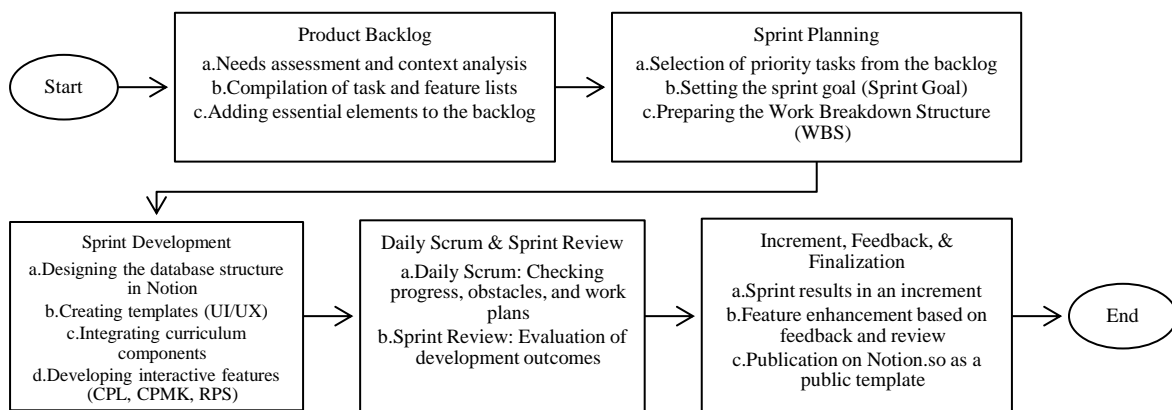 Start
Product Backlog
a.Needs assessment and context analysis
b.Compilation of task and feature lists
c.Adding essential elements to the backlog
Sprint Planning
a.Selection of priority tasks from the backlog
b.Setting the sprint goal (Sprint Goal)
c.Preparing the Work Breakdown Structure
(WBS)
Sprint Development
a.Designing the database structure
in Notion
b.Creating templates (UI/UX)
c.Integrating curriculum
components
d.Developing interactive features
(CPL, CPMK, RPS)
Daily Scrum & Sprint Review
a.Daily Scrum: Checking
progress, obstacles, and work
plans
b.Sprint Review: Evaluation of
development outcomes
Increment, Feedback, &
Finalization
a.Sprint results in an increment
b.Feature enhancement based on
feedback and review
c.Publication on Notion.so as a
public template
End